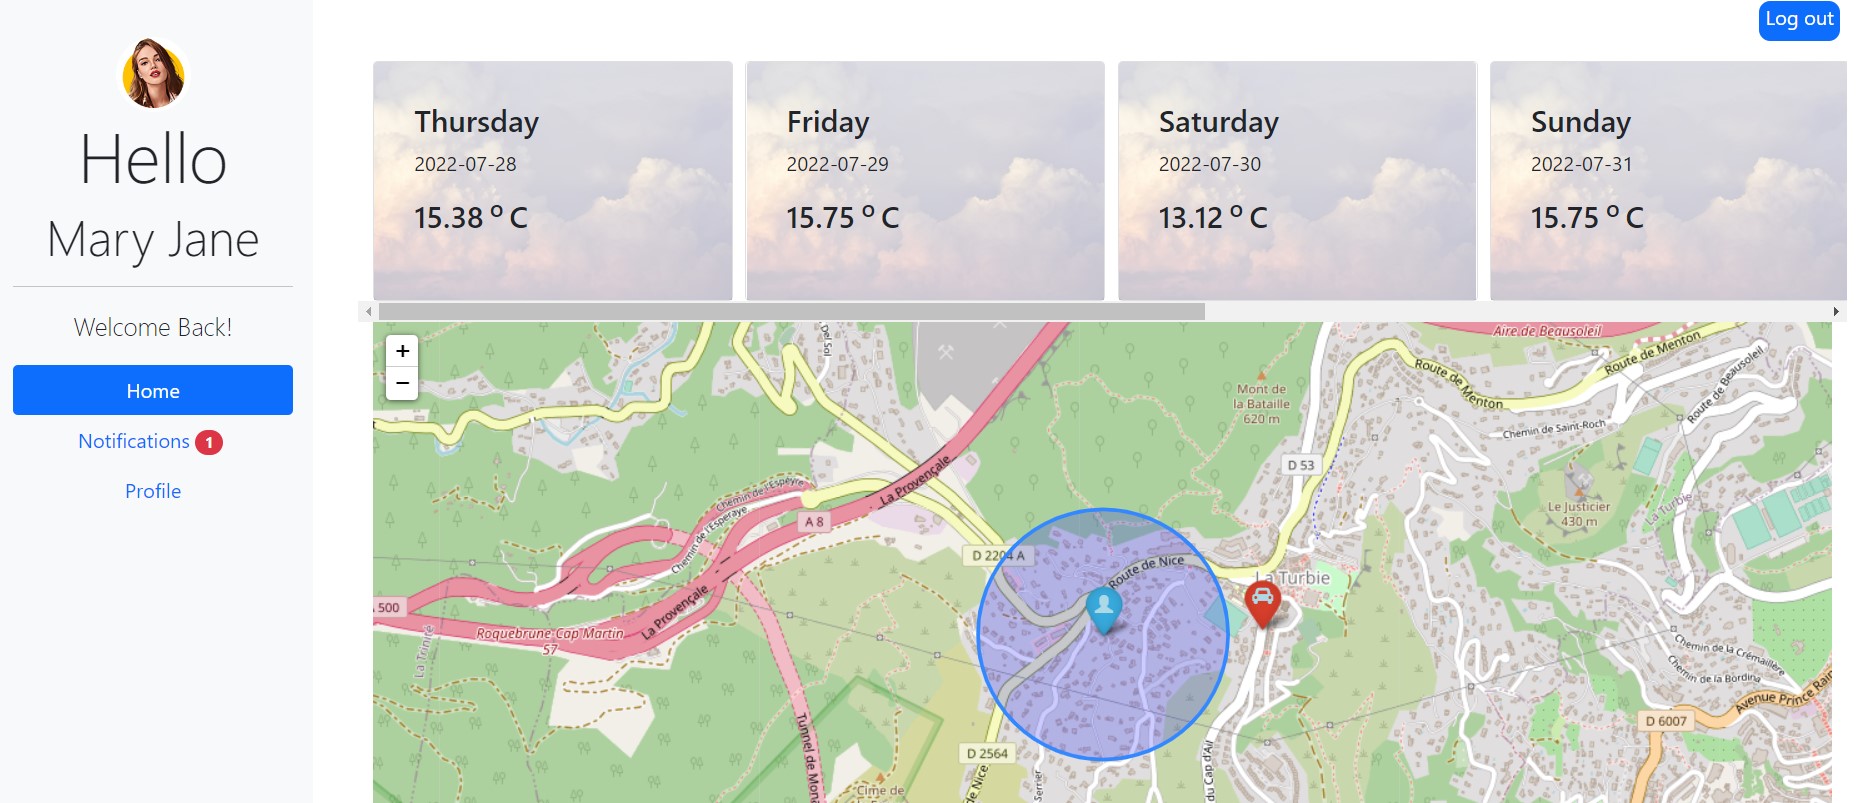 Log out
Hello
Mary Jane
Welcome Back!
Home
Notifications 1
Profile
Thursday
2022-07-28
15.38 o C
Friday
2022-07-29
15.75 o C
Saturday
2022-07-30
13.12 o C
Sunday
2022-07-31
15.75 o C
+
−
Del Sol
Aire de Beausoleil
Route de Menton
Route de Menton
Route de Beausoleil
Mont de
la Bataille
620 m
Chemin de Saint-Roch
D 53
La Provençale
Chemin de l'Espèyre
Chemin de l'Esperaye
A 8
Le Justicier
430 m
La Turbie
D 2204 A
Route de Nice
La Turbie
500
La Provençale
Roquebrune-Cap Martin
57
La Trinité
Chemin de la Crémaillère
Chemin de la Bordina
Avenue Prince Rain
D 6007
Tunnel de Mon
D 2564
de Nice
Serrier
du Cap d'Ail
Cime de